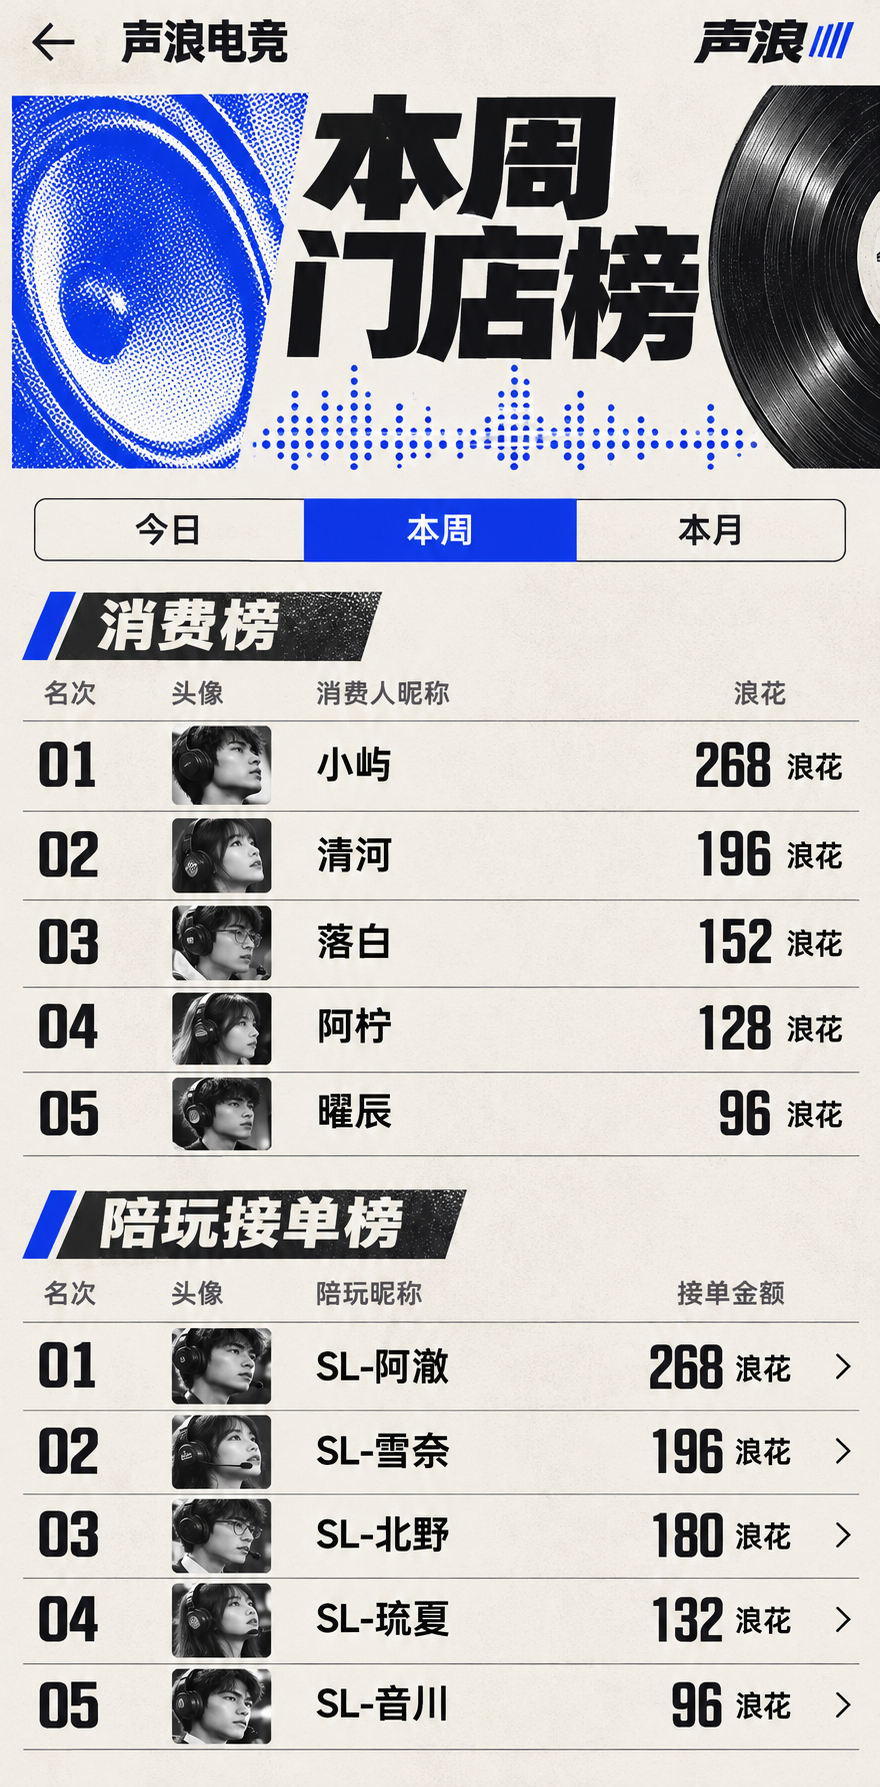 声浪电竞
声浪
本周
门店榜
今日 本周 本月
消费榜
名次 头像 消费人昵称 浪花
01 小屿 268 浪花
02 清河 196 浪花
03 落白 152 浪花
04 阿柠 128 浪花
05 曜辰 96 浪花
陪玩接单榜
名次 头像 陪玩昵称 接单金额
01 SL-阿澈 268 浪花
02 SL-雪奈 196 浪花
03 SL-北野 180 浪花
04 SL-琉夏 132 浪花
05 SL-音川 96 浪花